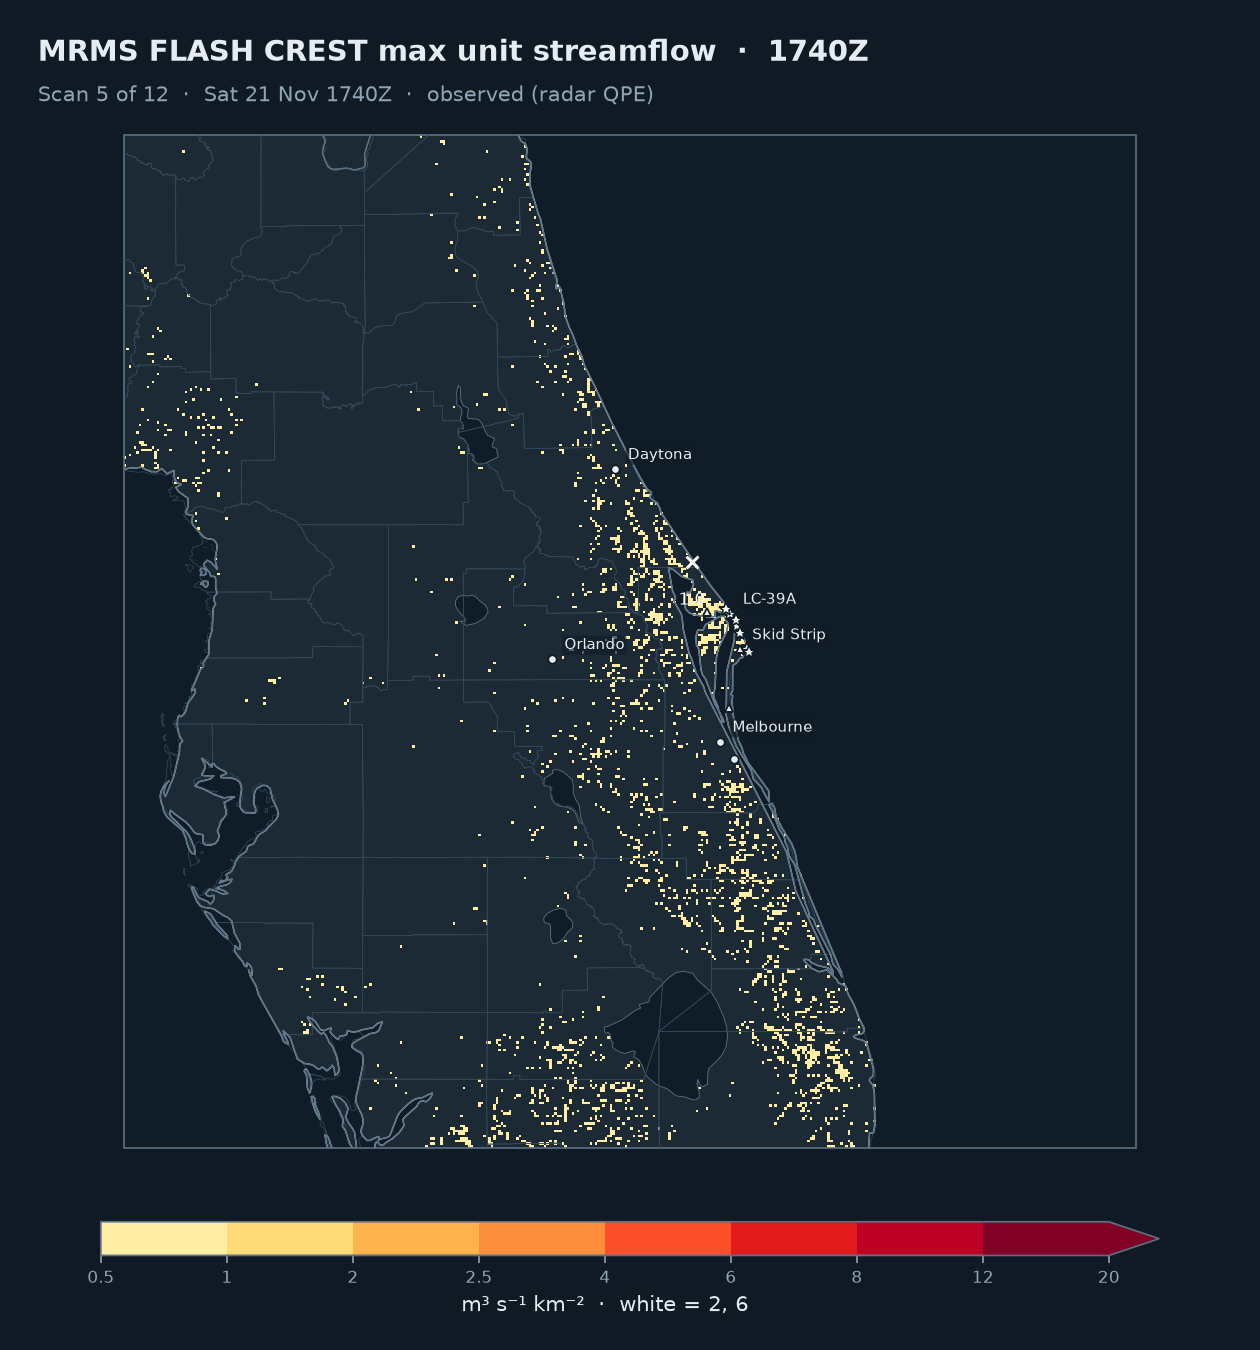 MRMS FLASH CREST max unit streamflow · 1740Z
Scan 5 of 12 · Sat 21 Nov 1740Z · observed (radar QPE)
Daytona
LC-39A
Skid Strip
Orlando
Melbourne
0.5 1 2 2.5 4 6 8 12 20
m³ s⁻¹ km⁻² · white = 2, 6